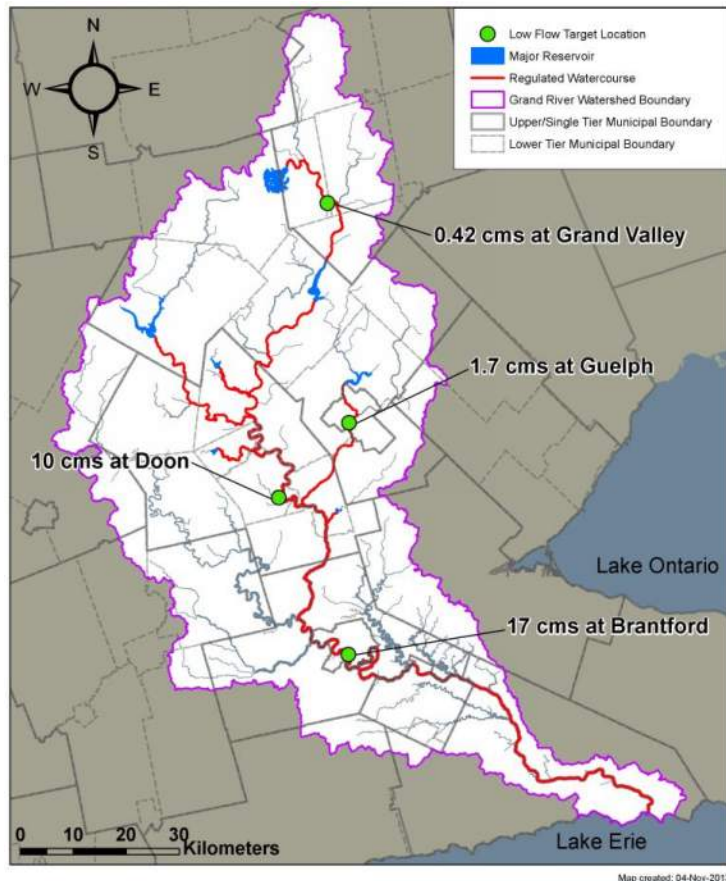 N
W
E
S
Low Flow Target Location
Major Reservoir
Regulated Watercourse
Grand River Watershed Boundary
Upper/Single Tier Municipal Boundary
Lower Tier Municipal Boundary
0.42 cms at Grand Valley
1.7 cms at Guelph
10 cms at Doon
Lake Ontario
17 cms at Brantford
0 5 10 20 30
Kilometers
Lake Erie
Map created: 04-Nov-201